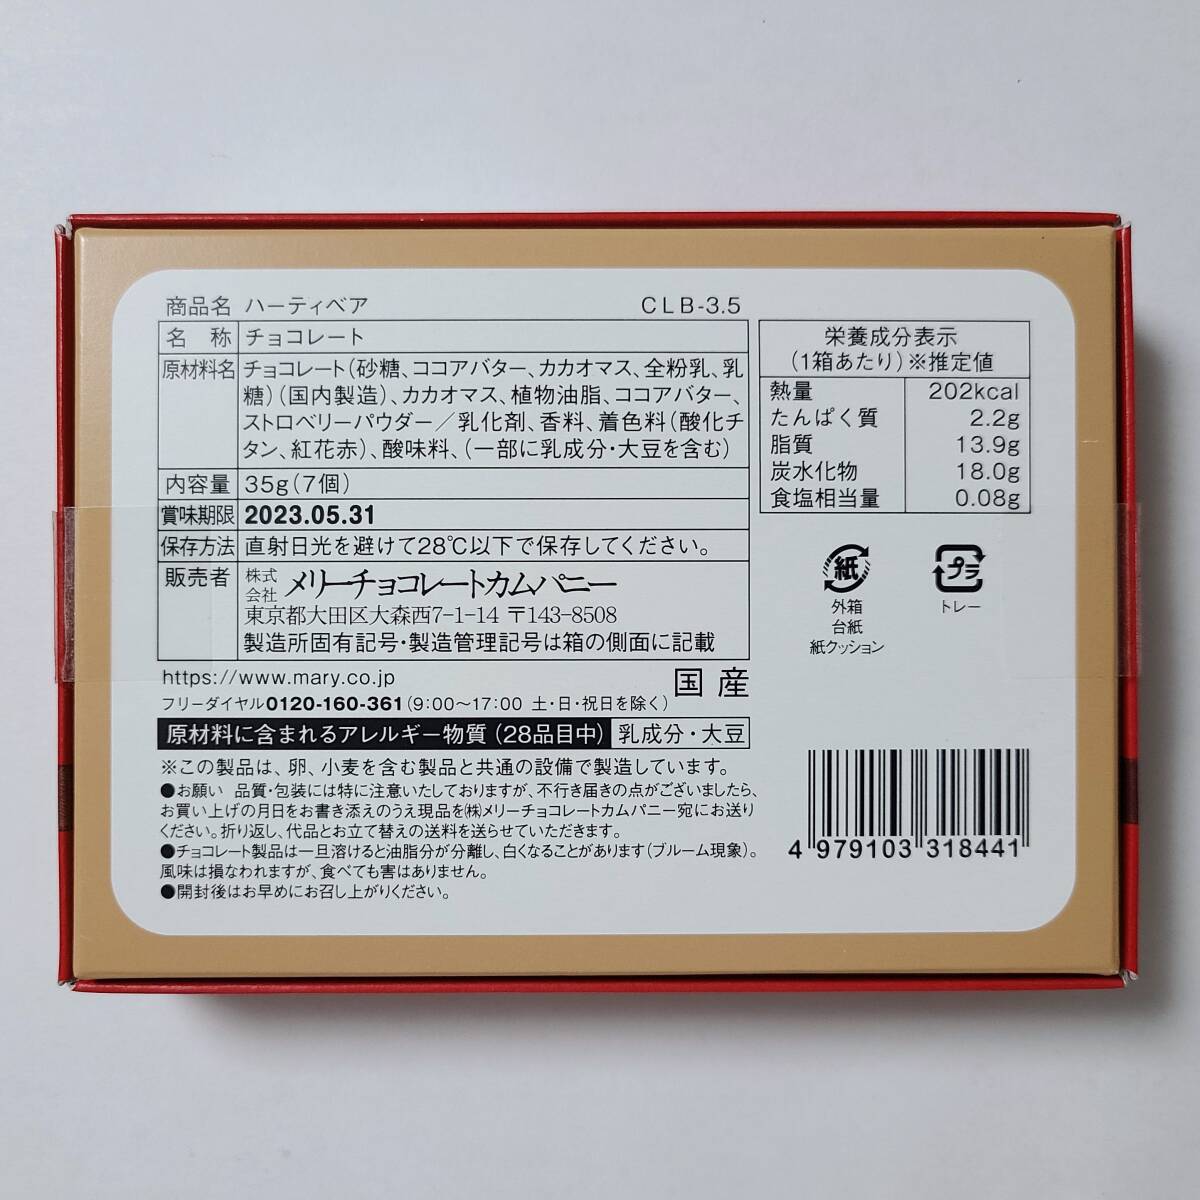 商品名 ハーティベア CLB-3.5
名称 チョコレート
原材料名 チョコレート(砂糖、ココアバター、カカオマス、全粉乳、乳
糖)(国内製造)、カカオマス、植物油脂、ココアバター、
ストロベリーパウダー/乳化剤、香料、着色料(酸化チ
タン、紅花赤)、酸味料、(一部に乳成分・大豆を含む)
内容量 35g(7個)
賞味期限 2023.05.31
保存方法 直射日光を避けて28℃以下で保存してください。
販売者 株式会社 メリーチョコレートカムパニー
東京都大田区大森西7-1-14 〒143-8508
製造所固有記号・製造管理記号は箱の側面に記載
https://www.mary.co.jp
国産
フリーダイヤル0120-160-361(9:00〜17:00 土・日・祝日を除く)
原材料に含まれるアレルギー物質(28品目中) 乳成分・大豆
※この製品は、卵、小麦を含む製品と共通の設備で製造しています。
●お願い 品質・包装には特に注意いたしておりますが、不行き届きの点がございましたら、
お買い上げの月日をお書き添えのうえ現品を㈱メリーチョコレートカムパニー宛にお送り
ください。折り返し、代品とお立て替えの送料を送らせていただきます。
●チョコレート製品は一旦溶けると油脂分が分離し、白くなることがあります(ブルーム現象)。
風味は損なわれますが、食べても害はありません。
●開封後はお早めにお召し上がりください。
栄養成分表示
(1箱あたり)※推定値
熱量 202kcal
たんぱく質 2.2g
脂質 13.9g
炭水化物 18.0g
食塩相当量 0.08g
紙
外箱
台紙
紙クッション
プラ
トレー
4 979103 318441